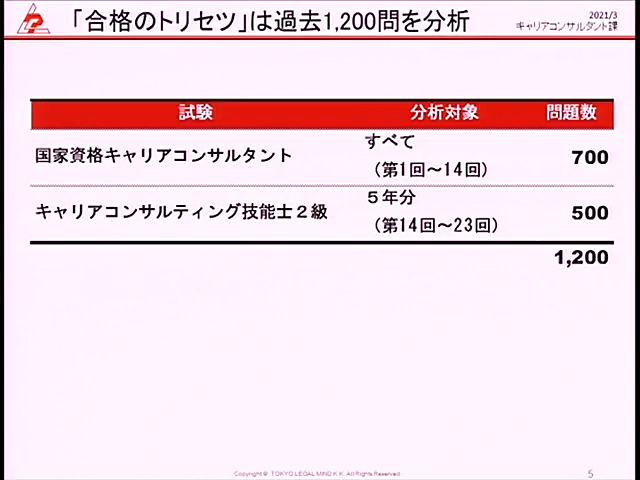 「合格のトリセツ」は過去1,200問を分析
2021/3
キャリアコンサルタント課
試験 分析対象 問題数
国家資格キャリアコンサルタント すべて（第1回～14回） 700
キャリアコンサルティング技能士２級 ５年分（第14回～23回） 500
1,200
Copyright © TOKYO LEGAL MIND K.K. All Rights Reserved.
5